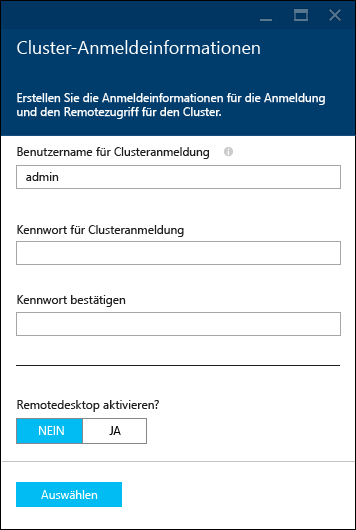 Cluster-Anmeldeinformationen
Erstellen Sie die Anmeldeinformationen für die Anmeldung
und den Remotezugriff für den Cluster.
Benutzername für Clusteranmeldung
admin
Kennwort für Clusteranmeldung
Kennwort bestätigen
Remotedesktop aktivieren?
NEIN JA
Auswählen